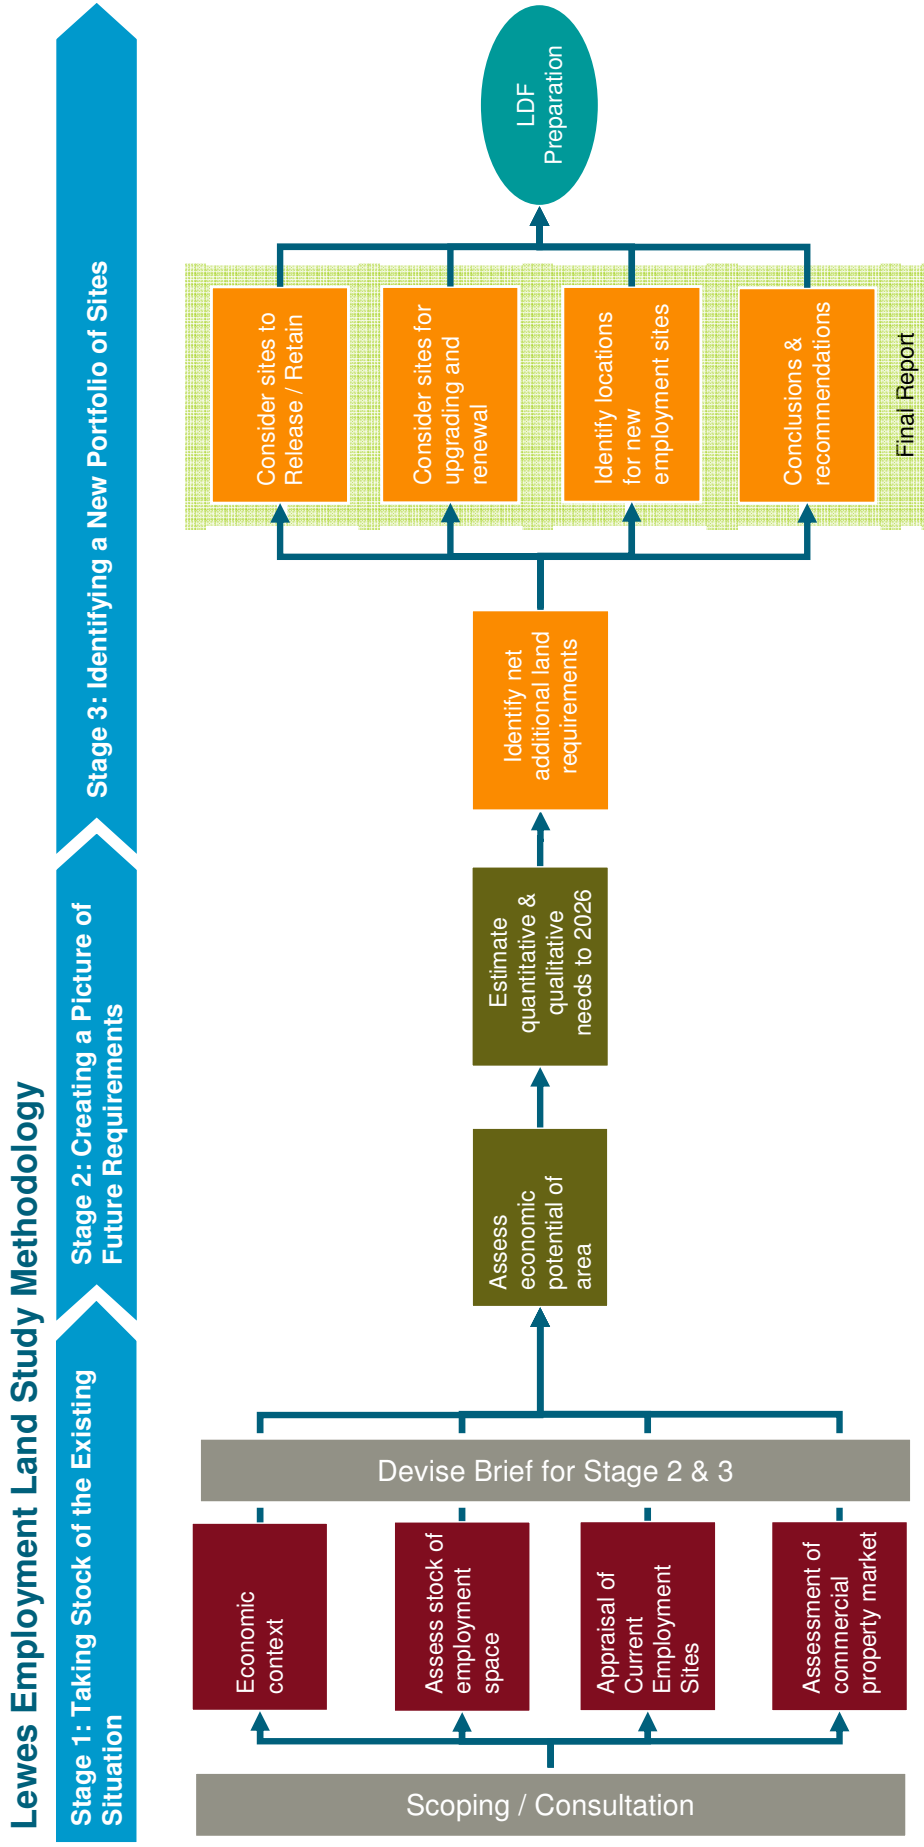 Lewes Employment Land Study Methodology
Stage 1: Taking Stock of the Existing
Situation
Stage 2: Creating a Picture of
Future Requirements
Stage 3: Identifying a New Portfolio of Sites
Scoping / Consultation
Economic
context
Assess stock of
employment
space
Appraisal of
Current
Employment
Sites
Assessment of
commercial
property market
Devise Brief for Stage 2 & 3
Assess
economic
potential of
area
Estimate
quantitative &
qualitative
needs to 2026
Identify net
additional land
requirements
Consider sites to
Release / Retain
Consider sites for
upgrading and
renewal
Identify locations
for new
employment sites
Conclusions &
recommendations
Final Report
LDF
Preparation